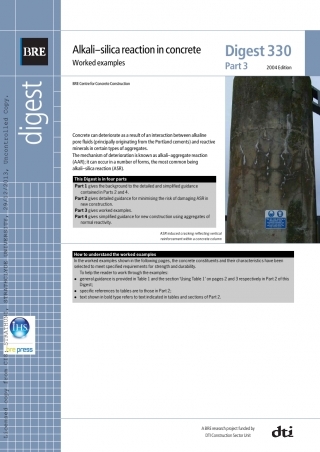 BRE
digest
Alkali–silica reaction in concrete
Worked examples
Digest 330
Part 3
2004 Edition
BRE Centre for Concrete Construction
Concrete can deteriorate as a result of an interaction between alkaline
pore fluids (principally originating from the Portland cements) and reactive
minerals in certain types of aggregates.
The mechanism of deterioration is known as alkali–aggregate reaction
(AAR); it can occur in a number of forms, the most common being
alkali–silica reaction (ASR).
This Digest is in four parts
Part 1 gives the background to the detailed and simplified guidance
contained in Parts 2 and 4.
Part 2 gives detailed guidance for minimising the risk of damaging ASR in
new construction.
Part 3 gives worked examples.
Part 4 gives simplified guidance for new construction using aggregates of
normal reactivity.
ASR induced cracking reflecting vertical
reinforcement within a concrete column
How to understand the worked examples
In the worked examples shown in the following pages, the concrete constituents and their characteristics have been
selected to meet specified requirements for strength and durability.
To help the reader to work through the examples:
● general guidance is provided in Table 1 and the section 'Using Table 1' on pages 2 and 3 respectively in Part 2 of this
Digest;
● specific references to tables are to those in Part 2;
● text shown in bold type refers to text indicated in tables and sections of Part 2.
IHS
bre press
A BRE research project funded by
DTI Construction Sector Unit
dti
Uncontrolled Copy.